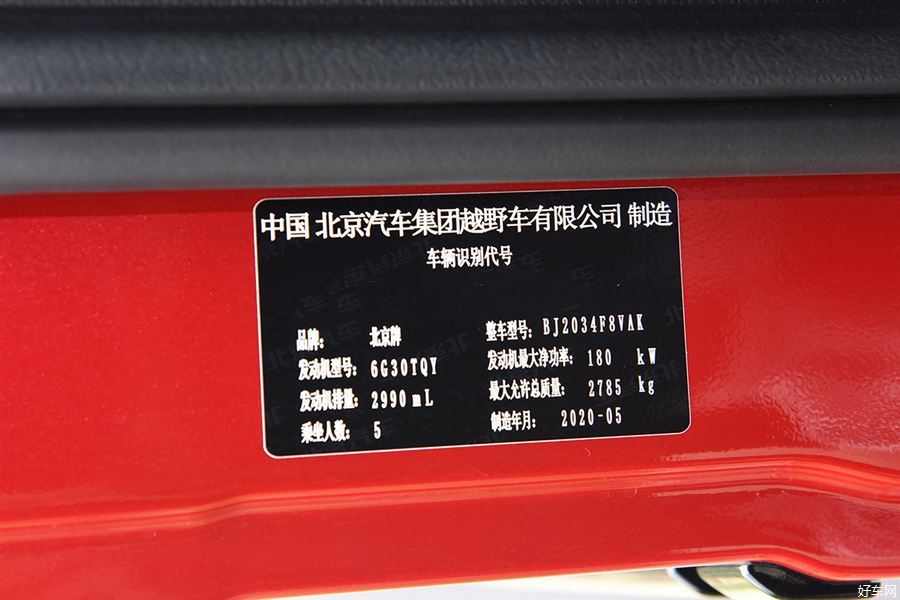 中国 北京汽车集团越野车有限公司 制造
车辆识别代号
品牌: 北京牌 整车型号: BJ2034F8VAK
发动机型号: 6G30TQY 发动机最大净功率: 180 kW
发动机排量: 2990mL 最大允许总质量: 2785 kg
乘坐人数: 5 制造年月: 2020-05
好车网